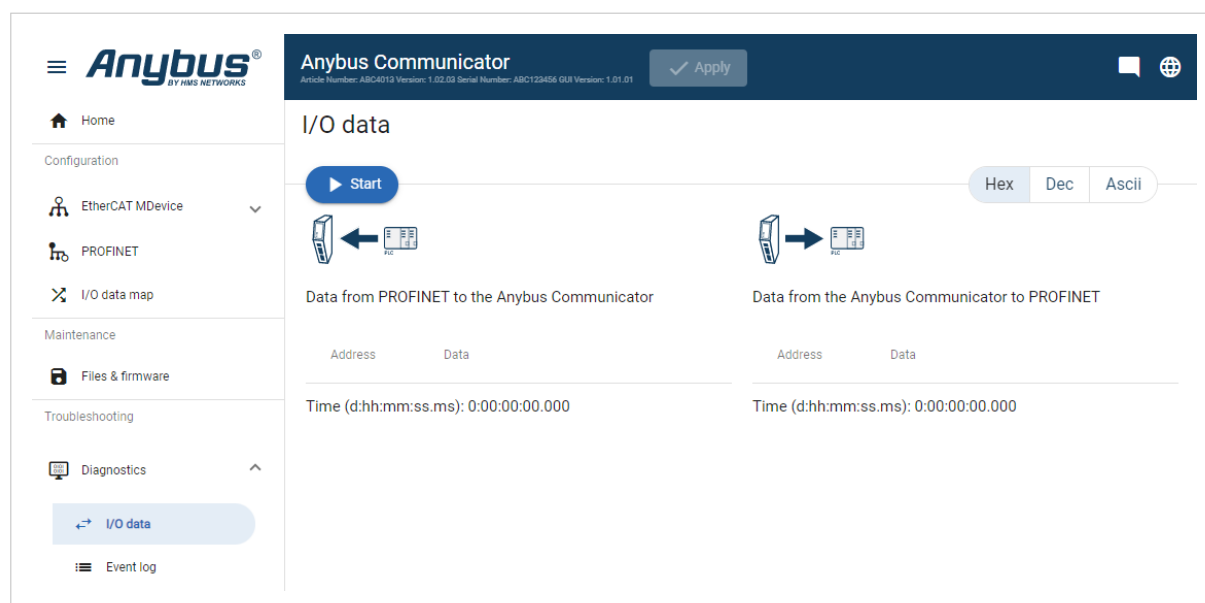 Anybus®
BY HMS NETWORKS
Anybus Communicator
Article Number: ABC4013 Version: 1.02.03 Serial Number: ABC123456 GUI Version: 1.01.01
Apply
Home
Configuration
EtherCAT MDevice
PROFINET
I/O data map
Maintenance
Files & firmware
Troubleshooting
Diagnostics
I/O data
Event log
I/O data
Start
Hex Dec Ascii
PLC
PLC
Data from PROFINET to the Anybus Communicator
Address Data
Time (d:hh:mm:ss.ms): 0:00:00:00.000
Data from the Anybus Communicator to PROFINET
Address Data
Time (d:hh:mm:ss.ms): 0:00:00:00.000